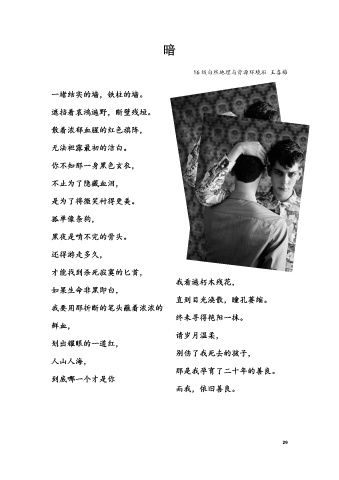 暗
16级自然地理与资源环境班 王春梅
一堵结实的墙，铁杜的墙。
遮挡着哀鸿遍野，断壁残垣。
散着浓郁血腥的红色旗阵，
无法袒露最初的洁白。
你不知那一身黑色玄衣，
不止为了隐藏血泪，
是为了将微笑衬得更美。
孤单像条狗，
黑夜是啃不完的骨头。
还得游走多久，
才能找到杀死寂寞的匕首，
如果生命非黑即白，
我要用那折断的笔头蘸着浓浓的
鲜血，
划出耀眼的一道红，
人山人海，
到底哪一个才是你
我看遍朽木残花，
直到目光涣散，瞳孔萎缩。
终未寻得艳阳一抹。
请岁月温柔，
别伤了我死去的孩子，
那是我孕育了二十年的善良。
而我，依旧善良。
29